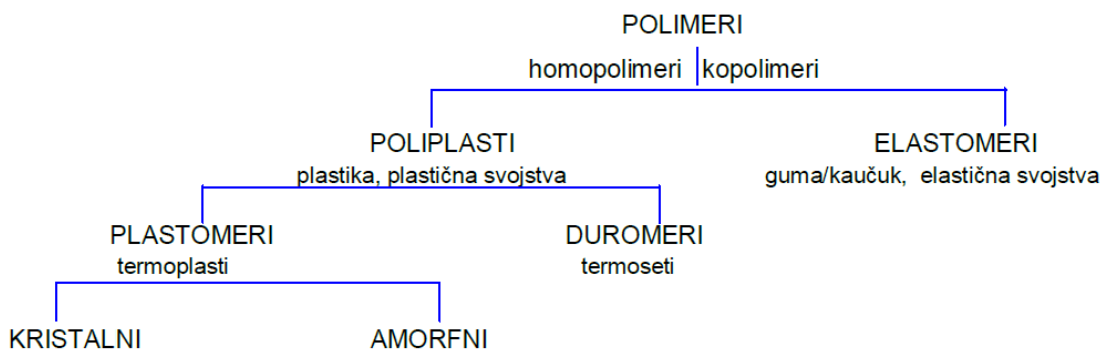 POLIMERI
homopolimeri kopolimeri
POLIPLASTI ELASTOMERI
plastika, plastična svojstva guma/kaučuk, elastična svojstva
PLASTOMERI DUROMERI
termoplasti termoseti
KRISTALNI AMORFNI